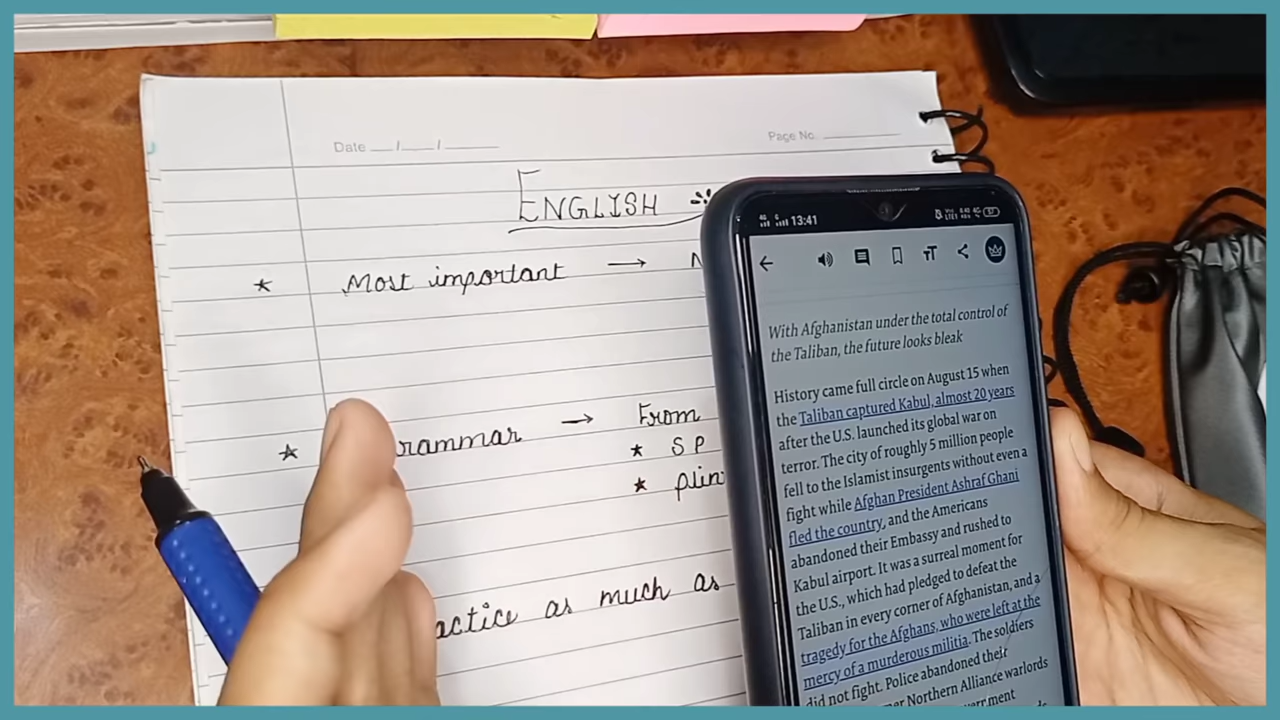 Date __/__/____
Page No. ________
ENGLISH
* Most important → N
* rammar → From
* S P
* plin
actice as much as
13:41
With Afghanistan under the total control of
the Taliban, the future looks bleak
History came full circle on August 15 when
the Taliban captured Kabul, almost 20 years
after the U.S. launched its global war on
terror. The city of roughly 5 million people
fell to the Islamist insurgents without even a
fight while Afghan President Ashraf Ghani
fled the country, and the Americans
abandoned their Embassy and rushed to
Kabul airport. It was a surreal moment for
the U.S., which had pledged to defeat the
Taliban in every corner of Afghanistan, and a
tragedy for the Afghans, who were left at the
mercy of a murderous militia. The soldiers
did not fight. Police abandoned their
Northern Alliance warlords